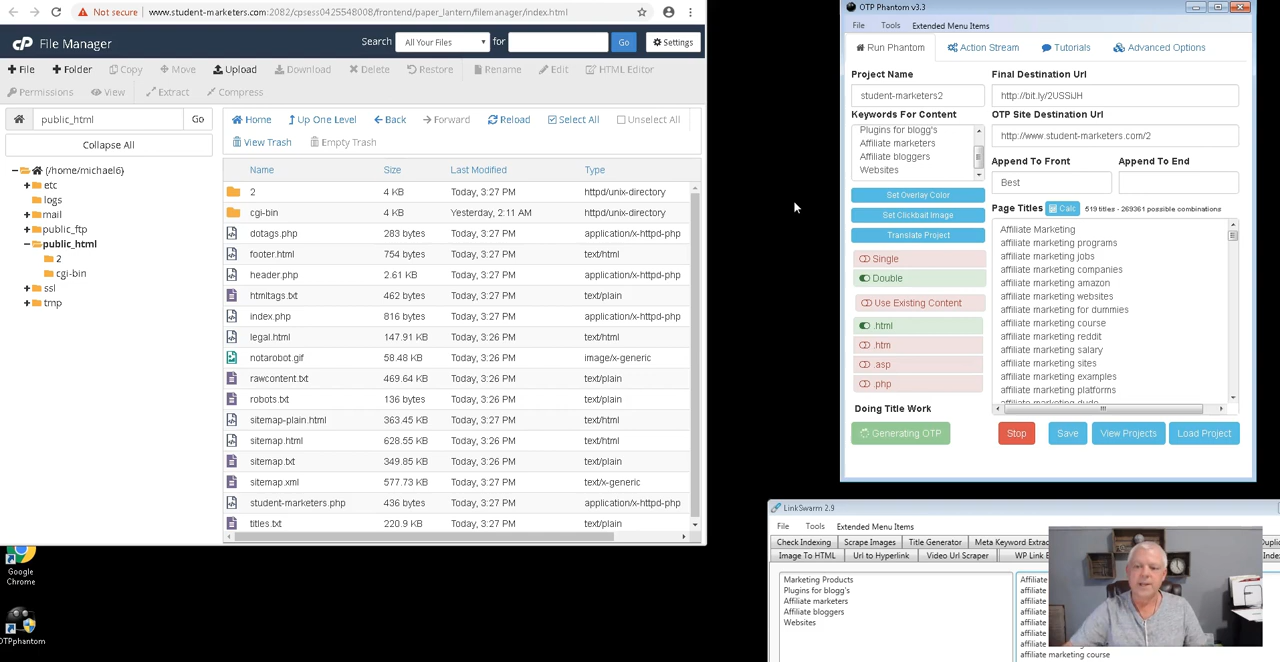 Not secure
www.student-marketers.com:2082/cpsess0425548008/frontend/paper_lantern/filemanager/index.html
cP File Manager
Search All Your Files for Go Settings
File Folder Copy Move Upload Download Delete Restore Rename Edit HTML Editor
Permissions View Extract Compress
public_html Go
Collapse All
(/home/michael6)
etc
logs
mail
public_ftp
public_html
2
cgi-bin
ssl
tmp
Home Up One Level Back Forward Reload Select All Unselect All
View Trash Empty Trash
Name Size Last Modified Type
2 4 KB Today, 3:27 PM httpd/unix-directory
cgi-bin 4 KB Yesterday, 2:11 AM httpd/unix-directory
dotags.php 283 bytes Today, 3:27 PM application/x-httpd-php
footer.html 754 bytes Today, 3:27 PM text/html
header.php 2.61 KB Today, 3:27 PM application/x-httpd-php
htmltags.txt 462 bytes Today, 3:27 PM text/plain
index.php 816 bytes Today, 3:27 PM application/x-httpd-php
legal.html 147.91 KB Today, 3:26 PM text/html
notarobot.gif 58.48 KB Today, 3:26 PM image/x-generic
rawcontent.txt 469.64 KB Today, 3:26 PM text/plain
robots.txt 136 bytes Today, 3:26 PM text/plain
sitemap-plain.html 363.45 KB Today, 3:26 PM text/html
sitemap.html 628.55 KB Today, 3:26 PM text/html
sitemap.txt 349.85 KB Today, 3:26 PM text/plain
sitemap.xml 577.73 KB Today, 3:27 PM text/x-generic
student-marketers.php 436 bytes Today, 3:27 PM application/x-httpd-php
titles.txt 220.9 KB Today, 3:27 PM text/plain
Google
Chrome
OTPphantom
OTP Phantom v3.3
File Tools Extended Menu Items
Run Phantom Action Stream Tutorials Advanced Options
Project Name Final Destination Url
student-marketers2 http://bit.ly/2USSiJH
Keywords For Content OTP Site Destination Url
Plugins for blogg's
Affiliate marketers
Affiliate bloggers
Websites
http://www.student-marketers.com/2
Append To Front Append To End
Best
Set Overlay Color
Set Clickball Image
Translate Project
Page Titles Calc 519 titles - 269361 possible combinations
Single
Double
Use Existing Content
.html
.htm
.asp
.php
Affiliate Marketing
affiliate marketing programs
affiliate marketing jobs
affiliate marketing companies
affiliate marketing amazon
affiliate marketing websites
affiliate marketing for dummies
affiliate marketing course
affiliate marketing reddit
affiliate marketing salary
affiliate marketing sites
affiliate marketing examples
affiliate marketing platforms
affiliate marketing dude
Doing Title Work
Generating OTP Stop Save View Projects Load Project
LinkSwarm 2.9
File Tools Extended Menu Items
Check Indexing Scrape Images Title Generator Meta Keyword Extrac
Image To HTML Url to Hyperlink Video Url Scraper WP Link E
Marketing Products
Plugins for blogg's
Affiliate marketers
Affiliate bloggers
Websites
Affiliate
affiliate
affiliate
affiliate
affiliate
affiliate
affiliate
affiliate marketing course